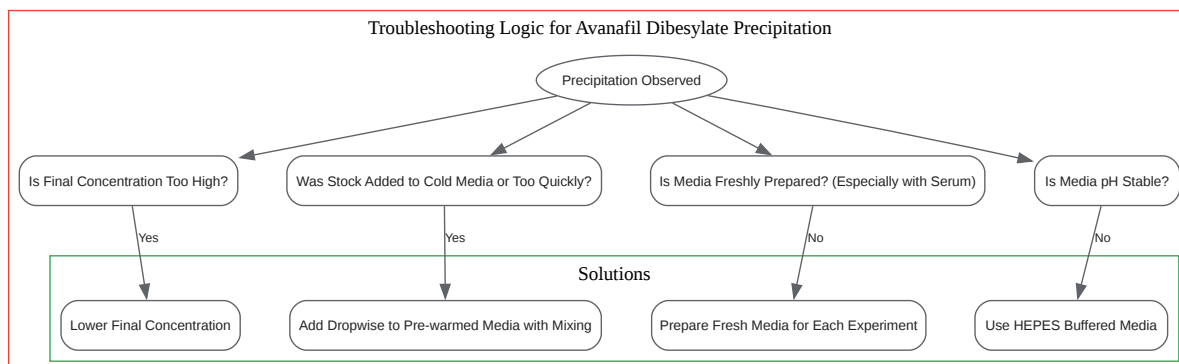 Troubleshooting Logic for Avanafil Dibesylate Precipitation
Precipitation Observed
Is Final Concentration Too High?
Was Stock Added to Cold Media or Too Quickly?
Is Media Freshly Prepared? (Especially with Serum)
Is Media pH Stable?
Yes
Yes
No
No
Solutions
Lower Final Concentration
Add Dropwise to Pre-warmed Media with Mixing
Prepare Fresh Media for Each Experiment
Use HEPES Buffered Media